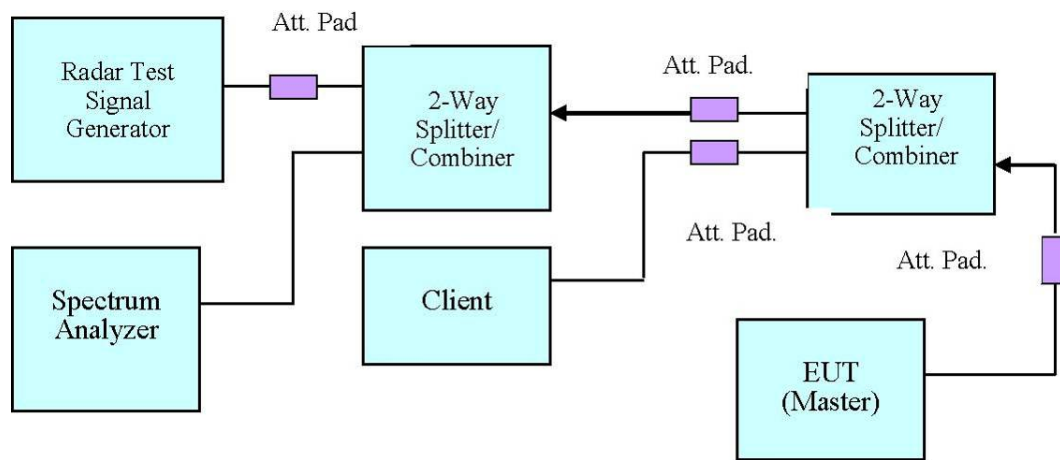 Att. Pad
Radar Test
Signal
Generator
2-Way
Splitter/
Combiner
Att. Pad.
2-Way
Splitter/
Combiner
Att. Pad.
Att. Pad.
Spectrum
Analyzer
Client
EUT
(Master)